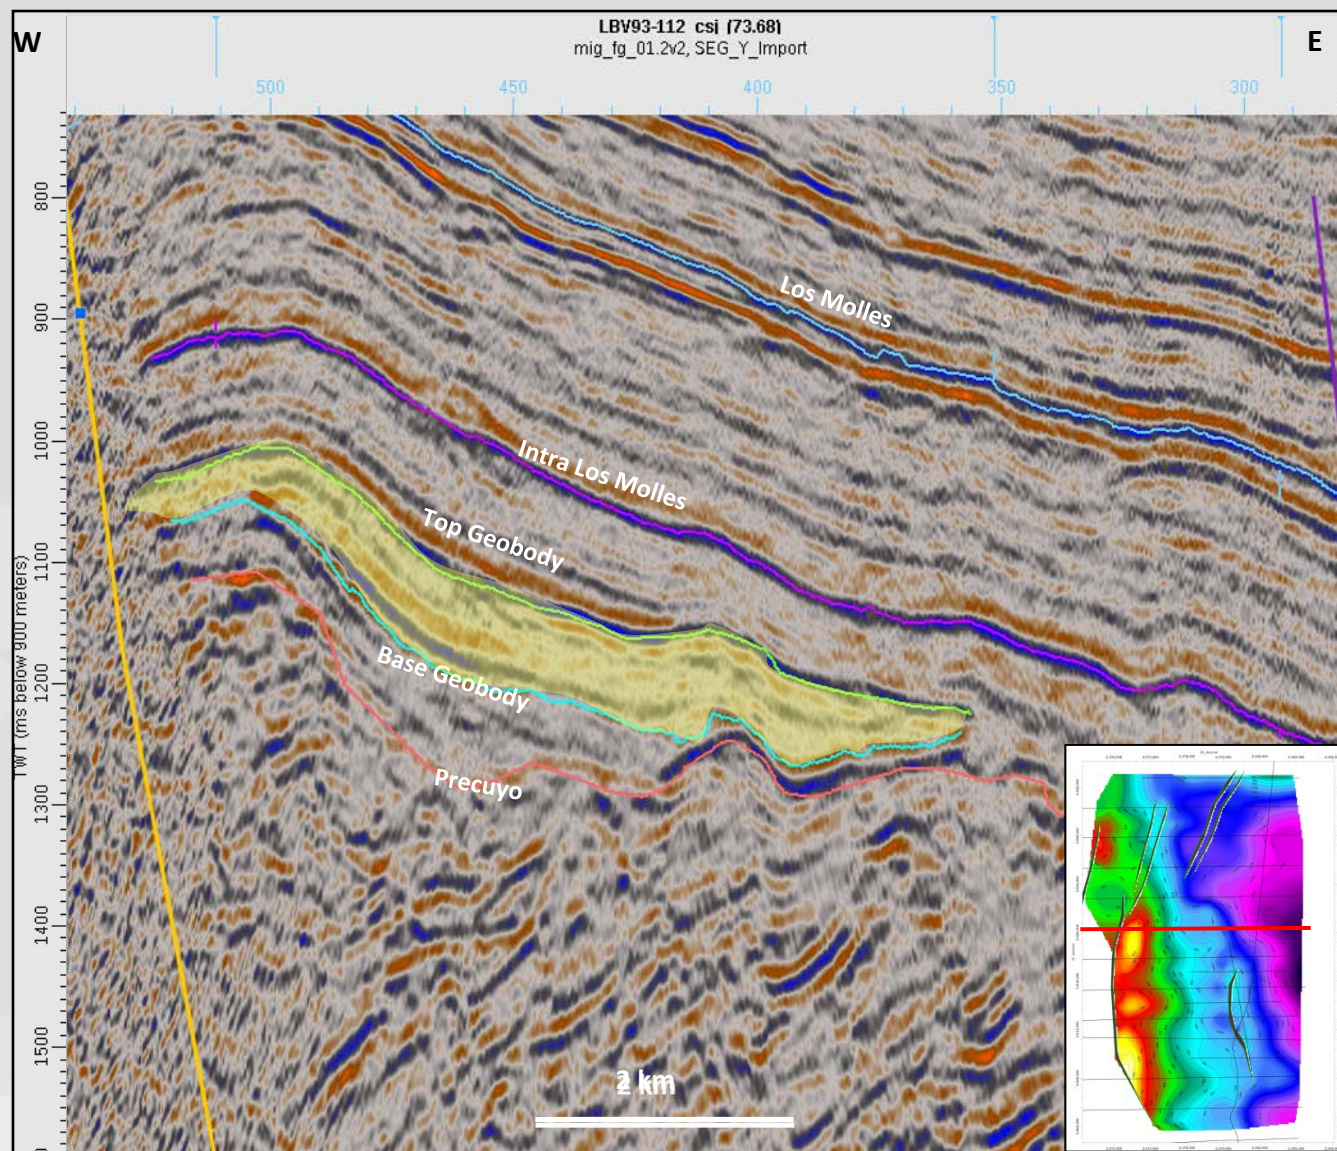 LBV93-112 csj (73.68)
mig_fg_01.2v2, SEG_Y_Import
W
E
500 450 400 350 300
800
900
1000
1100
1200
1300
1400
1500
TWT (ms below 900 meters)
Los Molles
Intra Los Molles
Top Geobody
Base Geobody
Precuyo
2 km